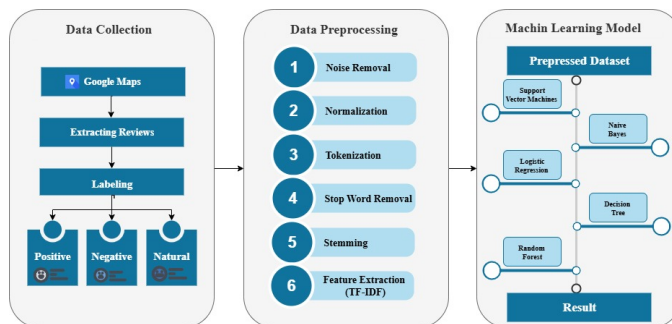 Data Collection
Google Maps
Extracting Reviews
Labeling
Positive
Negative
Natural
Data Preprocessing
1
Noise Removal
2
Normalization
3
Tokenization
4
Stop Word Removal
5
Stemming
6
Feature Extraction
(TF-IDF)
Machin Learning Model
Prepressed Dataset
Support
Vector Machines
Naive
Bayes
Logistic
Regression
Decision
Tree
Random
Forest
Result